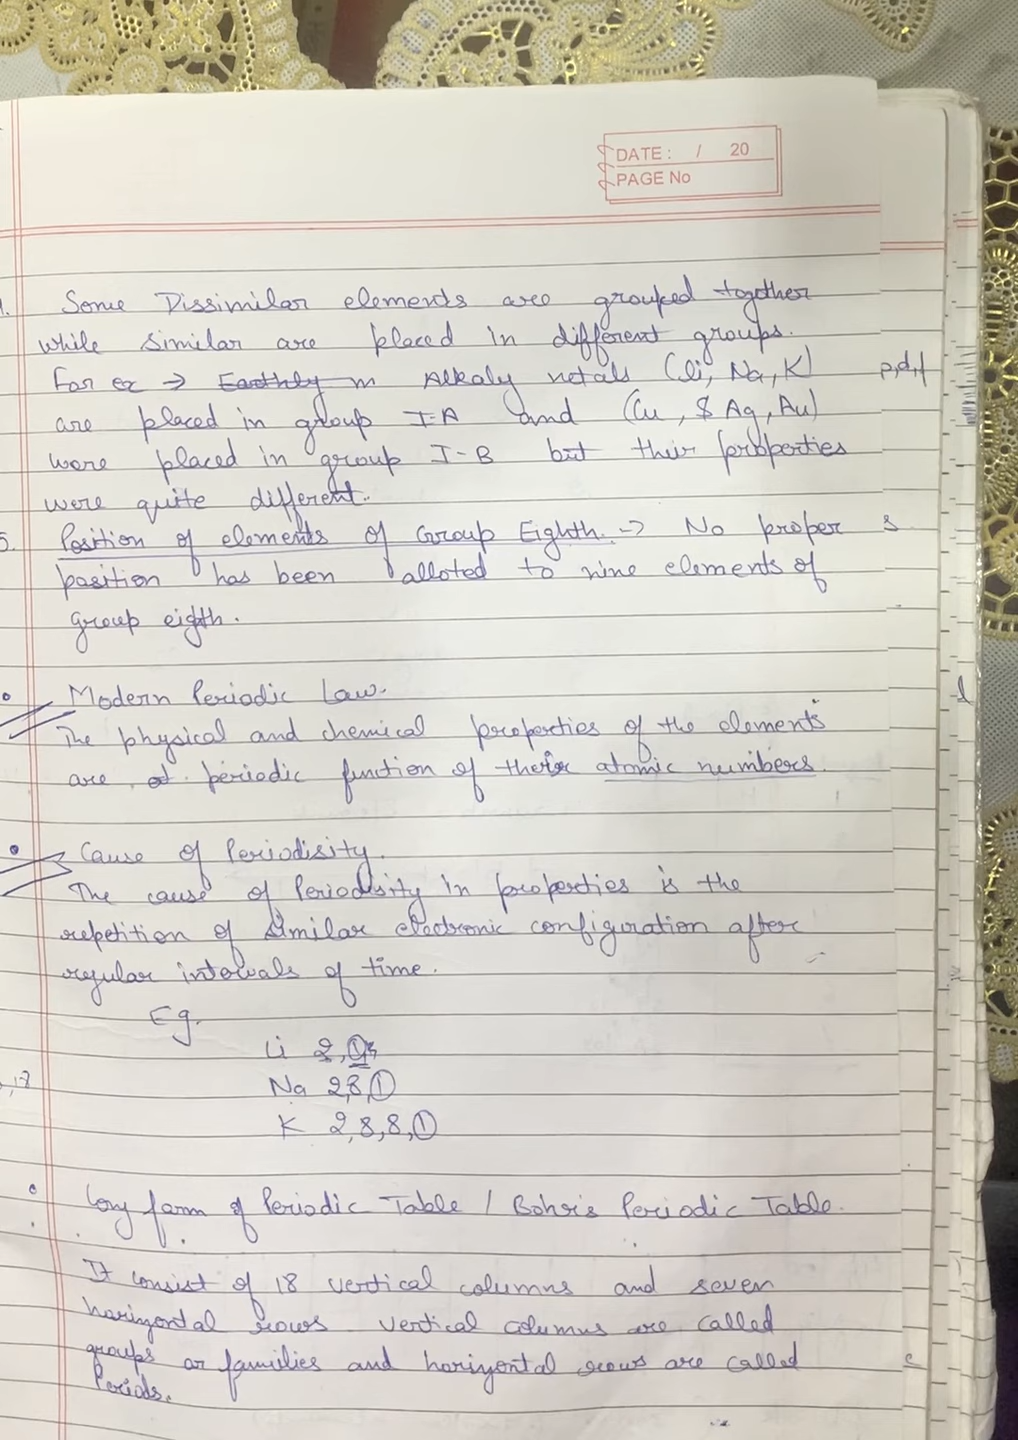 DATE: / 20
PAGE No
Some Dissimilar elements are grouped together
while similar are placed in different groups.
For ex → Earthly m Alkaly netals (Li, Na, K)
p,d,f
are placed in group I-A and (Cu, $ Ag, Au)
were placed in group I-B but their properties
were quite different.
5. Position of elements of Group Eighth. → No proper
s
position has been alloted to nine elements of
group eigth.
Modern Periodic Law.
The physical and chemical properties of the elements
are periodic function of their atomic numbers.
Cause of Periodisity.
The cause of Periodisity in properties is the
repetition of similar electronic configuration after
regular intervals of time.
Eg.
Li 2,1
Na 2,8,1
, 18
K 2,8,8,1
Long form of Periodic Table / Bohr's Periodic Table.
It consist of 18 vertical columns and seven
horizontal rows vertical columns are called
groups or families and horizontal rows are called
Periods.